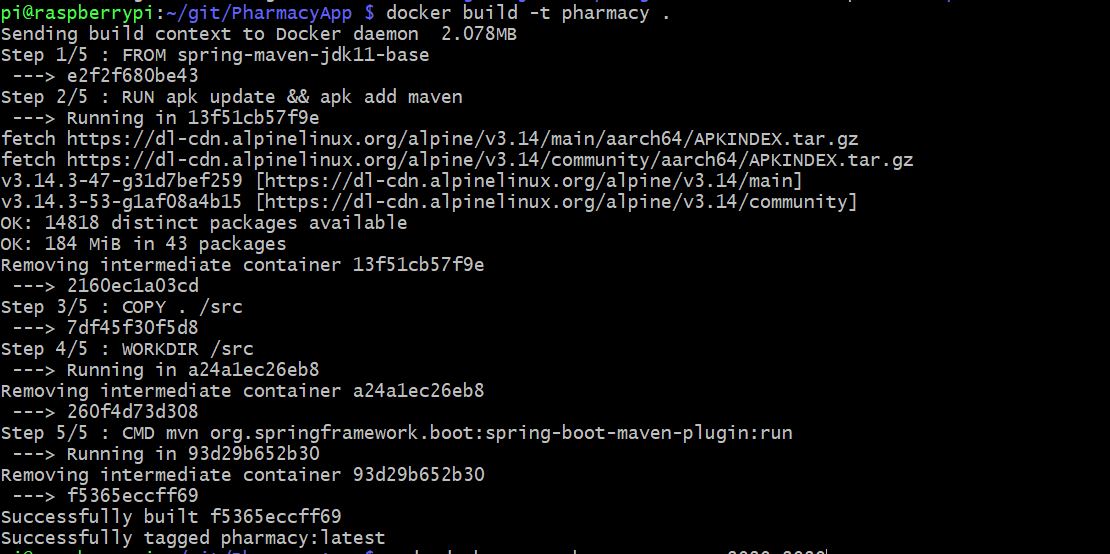 pi@raspberrypi:~/git/PharmacyApp $ docker build -t pharmacy .
Sending build context to Docker daemon  2.078MB
Step 1/5 : FROM spring-maven-jdk11-base
 ---> e2f2f680be43
Step 2/5 : RUN apk update && apk add maven
 ---> Running in 13f51cb57f9e
fetch https://dl-cdn.alpinelinux.org/alpine/v3.14/main/aarch64/APKINDEX.tar.gz
fetch https://dl-cdn.alpinelinux.org/alpine/v3.14/community/aarch64/APKINDEX.tar.gz
v3.14.3-47-g31d7bef259 [https://dl-cdn.alpinelinux.org/alpine/v3.14/main]
v3.14.3-53-g1af08a4b15 [https://dl-cdn.alpinelinux.org/alpine/v3.14/community]
OK: 14818 distinct packages available
OK: 184 MiB in 43 packages
Removing intermediate container 13f51cb57f9e
 ---> 2160ec1a03cd
Step 3/5 : COPY . /src
 ---> 7df45f30f5d8
Step 4/5 : WORKDIR /src
 ---> Running in a24a1ec26eb8
Removing intermediate container a24a1ec26eb8
 ---> 260f4d73d308
Step 5/5 : CMD mvn org.springframework.boot:spring-boot-maven-plugin:run
 ---> Running in 93d29b652b30
Removing intermediate container 93d29b652b30
 ---> f5365eccff69
Successfully built f5365eccff69
Successfully tagged pharmacy:latest